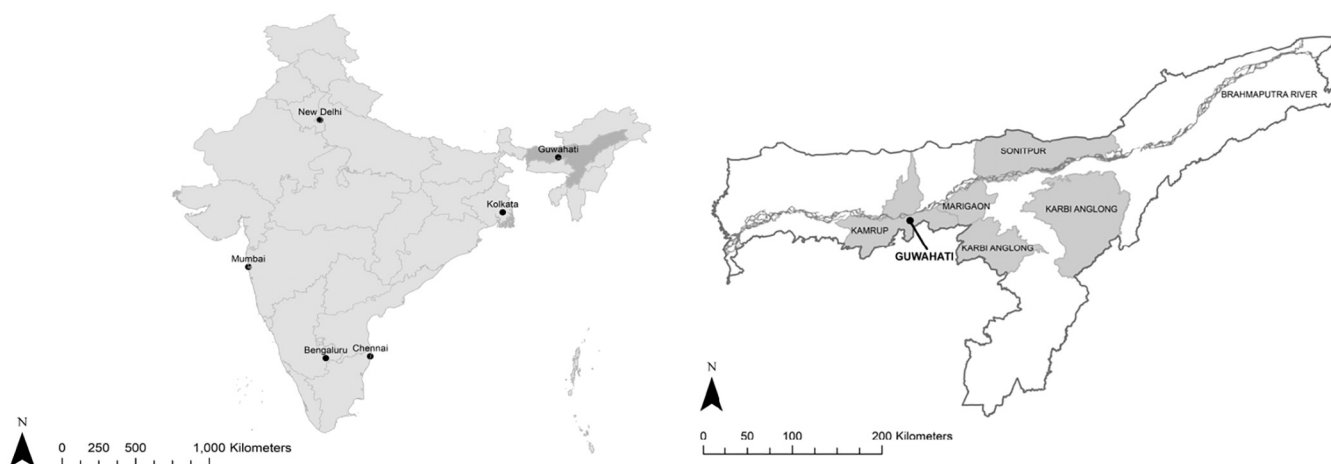 New Delhi
Guwahati
Kolkata
Mumbai
Bengaluru
Chennai
N
0 250 500 1,000 Kilometers
BRAHMAPUTRA RIVER
SONITPUR
MARIGAON
KARBI ANGLONG
KAMRUP
KARBI ANGLONG
GUWAHATI
N
0 50 100 200 Kilometers